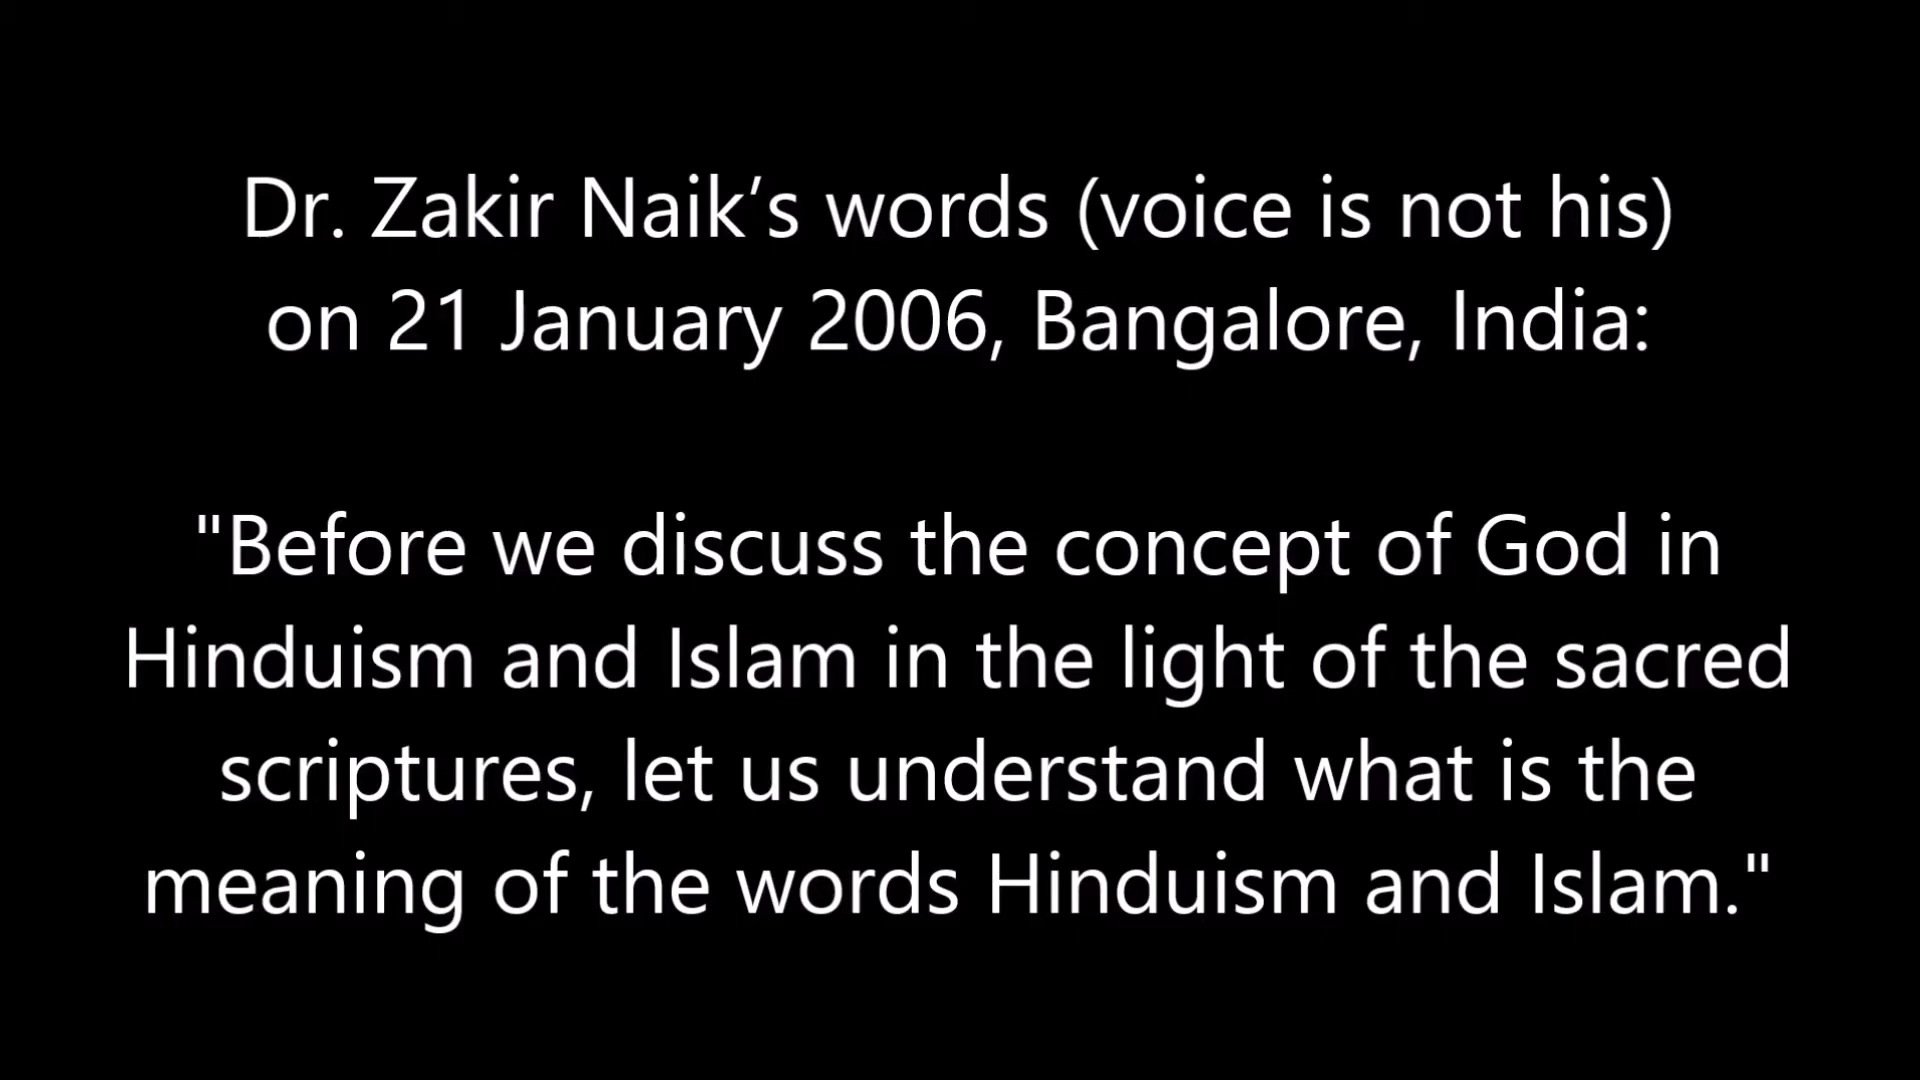 Dr. Zakir Naik’s words (voice is not his)
on 21 January 2006, Bangalore, India:
"Before we discuss the concept of God in
Hinduism and Islam in the light of the sacred
scriptures, let us understand what is the
meaning of the words Hinduism and Islam."